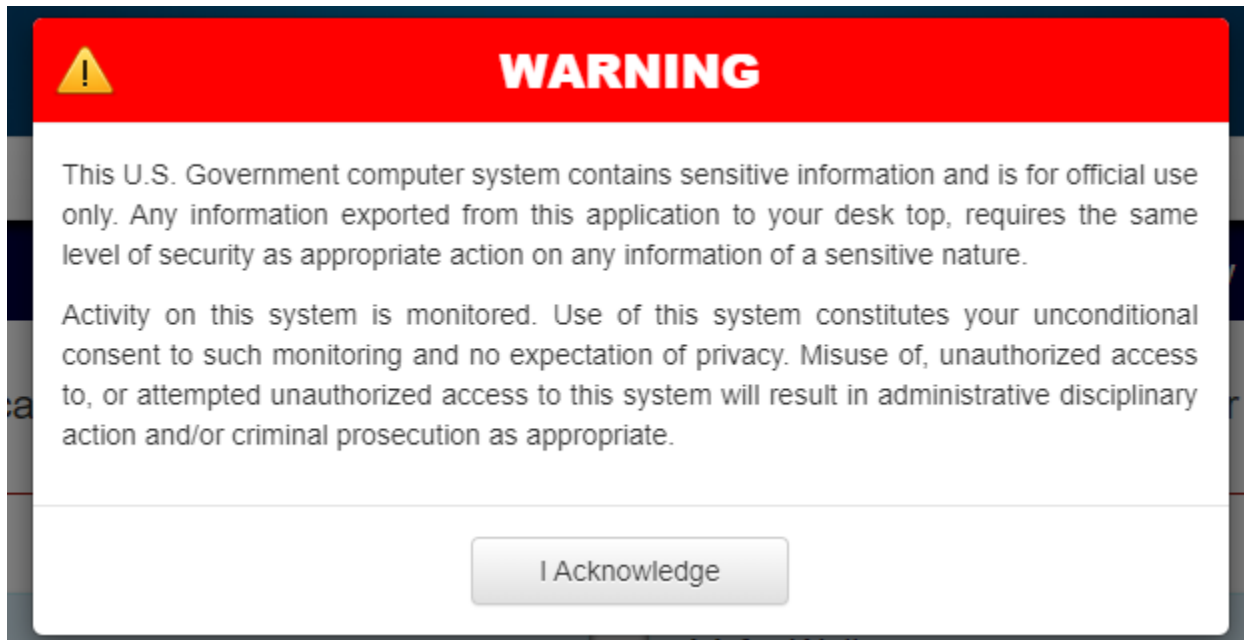 WARNING
This U.S. Government computer system contains sensitive information and is for official use
only. Any information exported from this application to your desk top, requires the same
level of security as appropriate action on any information of a sensitive nature.
Activity on this system is monitored. Use of this system constitutes your unconditional
consent to such monitoring and no expectation of privacy. Misuse of, unauthorized access
to, or attempted unauthorized access to this system will result in administrative disciplinary
action and/or criminal prosecution as appropriate.
I Acknowledge